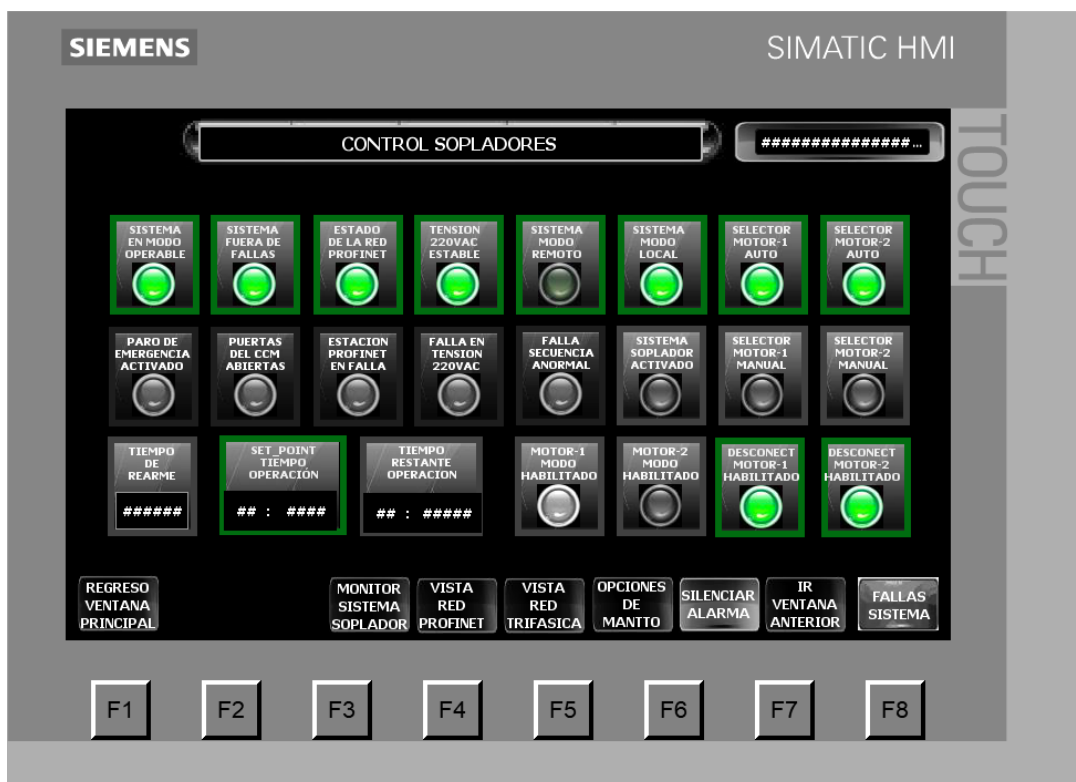 SIEMENS
SIMATIC HMI
TOUCH
CONTROL SOPLADORES
###############...
SISTEMA
EN MODO
OPERABLE
SISTEMA
FUERA DE
FALLAS
ESTADO
DE LA RED
PROFINET
TENSION
220VAC
ESTABLE
SISTEMA
MODO
REMOTO
SISTEMA
MODO
LOCAL
SELECTOR
MOTOR-1
AUTO
SELECTOR
MOTOR-2
AUTO
PARO DE
EMERGENCIA
ACTIVADO
PUERTAS
DEL CCM
ABIERTAS
ESTACION
PROFINET
EN FALLA
FALLA EN
TENSION
220VAC
FALLA
SECUENCIA
ANORMAL
SISTEMA
SOPLADOR
ACTIVADO
SELECTOR
MOTOR-1
MANUAL
SELECTOR
MOTOR-2
MANUAL
TIEMPO
DE
REARME
######
SET_POINT
TIEMPO
OPERACIÓN
## : ####
TIEMPO
RESTANTE
OPERACION
## : #####
MOTOR-1
MODO
HABILITADO
MOTOR-2
MODO
HABILITADO
DESCONECT
MOTOR-1
HABILITADO
DESCONECT
MOTOR-2
HABILITADO
REGRESO
VENTANA
PRINCIPAL
MONITOR
SISTEMA
SOPLADOR
VISTA
RED
PROFINET
VISTA
RED
TRIFASICA
OPCIONES
DE
MANTTO
SILENCIAR
ALARMA
IR
VENTANA
ANTERIOR
FALLAS
SISTEMA
F1
F2
F3
F4
F5
F6
F7
F8